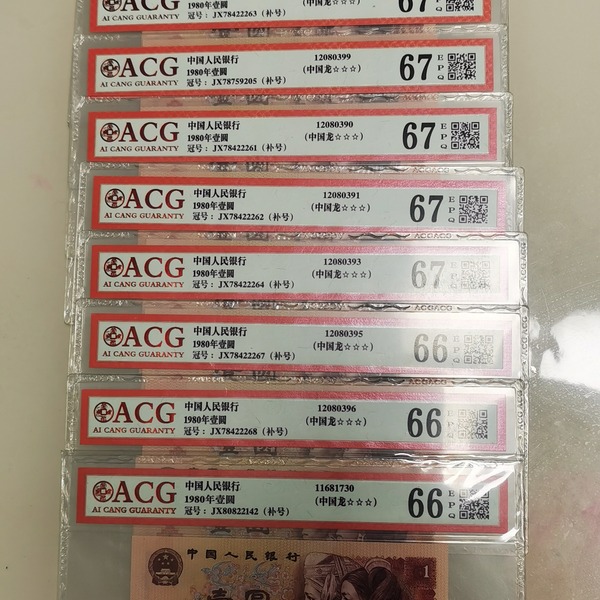 ACG
AI CANG GUARANTY
1980年壹圆
冠号：JX78422263（补号）
（中国龙☆☆☆）
67
ACG
AI CANG GUARANTY
中国人民银行
1980年壹圆
冠号：JX78759205（补号）
12080399
（中国龙☆☆☆）
67
E
P
Q
ACG
AI CANG GUARANTY
中国人民银行
1980年壹圆
冠号：JX78422261（补号）
12080390
（中国龙☆☆☆）
67
E
P
Q
ACG
AI CANG GUARANTY
中国人民银行
1980年壹圆
冠号：JX78422262（补号）
12080391
（中国龙☆☆☆）
67
E
P
Q
ACG
AI CANG GUARANTY
中国人民银行
1980年壹圆
冠号：JX78422264（补号）
12080393
（中国龙☆☆☆）
67
E
P
Q
ACG
AI CANG GUARANTY
中国人民银行
1980年壹圆
冠号：JX78422267（补号）
12080395
（中国龙☆☆☆）
66
E
P
Q
ACG
AI CANG GUARANTY
中国人民银行
1980年壹圆
冠号：JX78422268（补号）
12080396
（中国龙☆☆☆）
66
E
P
Q
ACG
AI CANG GUARANTY
中国人民银行
1980年壹圆
冠号：JX80822142（补号）
11681730
（中国龙☆☆☆）
66
E
P
Q
中国人民银行
壹圆
1